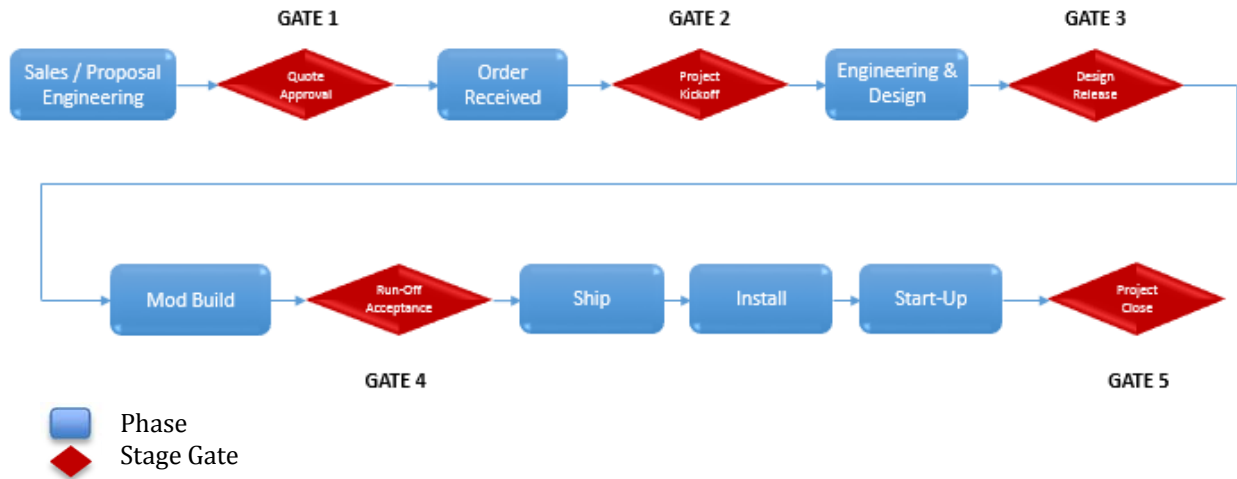 GATE 1
GATE 2
GATE 3
Sales / Proposal
Engineering
Quote
Approval
Order
Received
Project
Kickoff
Engineering &
Design
Design
Release
Mod Build
Run-Off
Acceptance
Ship
Install
Start-Up
Project
Close
GATE 4
GATE 5
Phase
Stage Gate